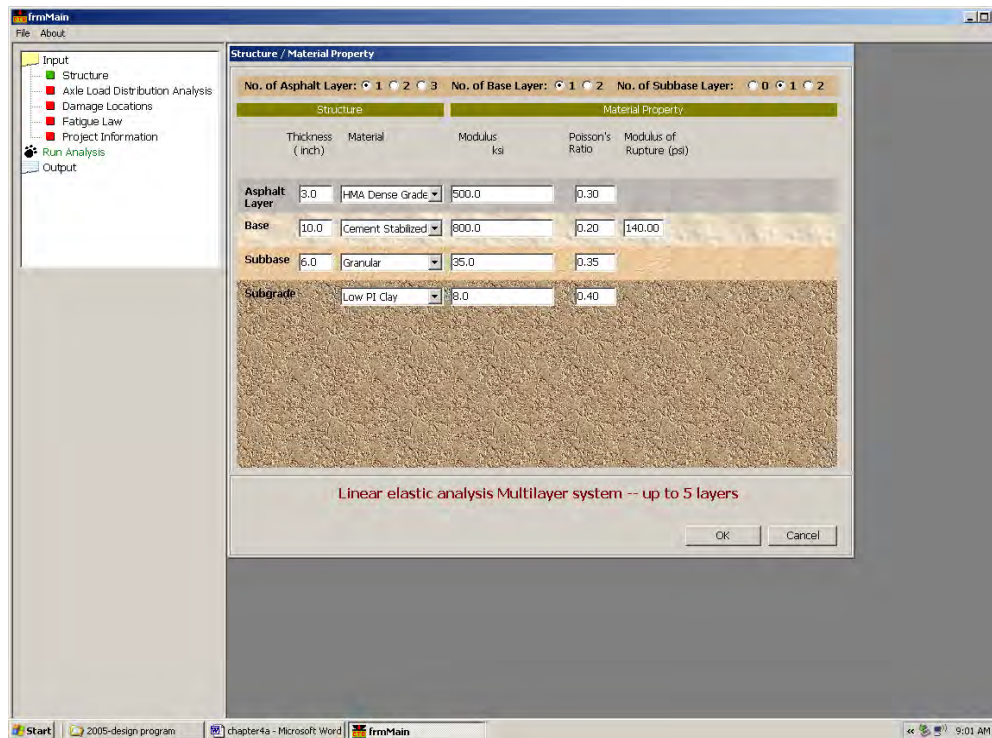 frmMain
File About
Input
Structure
Axle Load Distribution Analysis
Damage Locations
Fatigue Law
Project Information
Run Analysis
Output
Structure / Material Property
No. of Asphalt Layer: 1 2 3 No. of Base Layer: 1 2 No. of Subbase Layer: 0 1 2
Structure Material Property
Thickness Material Modulus Poisson's Modulus of
( inch) ksi Ratio Rupture (psi)
Asphalt 3.0 HMA Dense Grade 500.0 0.30
Layer
Base 10.0 Cement Stabilized 800.0 0.20 140.00
Subbase 6.0 Granular 35.0 0.35
Subgrade Low PI Clay 8.0 0.40
Linear elastic analysis Multilayer system -- up to 5 layers
OK Cancel
Start 2005-design program chapter4a - Microsoft Word frmMain « 9:01 AM